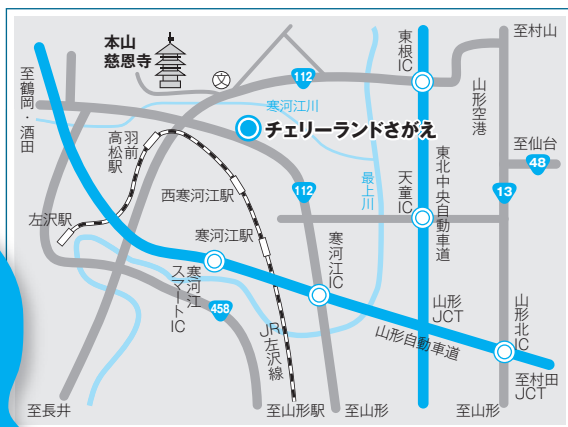 本山
慈恩寺
文
112
東根IC
至村山
山形空港
至鶴岡・酒田
寒河江川
チェリーランドさがえ
至仙台
48
13
羽前
高松駅
西寒河江駅
112
最上川
天童IC
東北中央自動車道
左沢駅
寒河江駅
寒河江IC
寒河江
スマートIC
458
JR左沢線
山形
JCT
山形自動車道
山形北IC
至村田
JCT
至長井
至山形駅
至山形
至山形